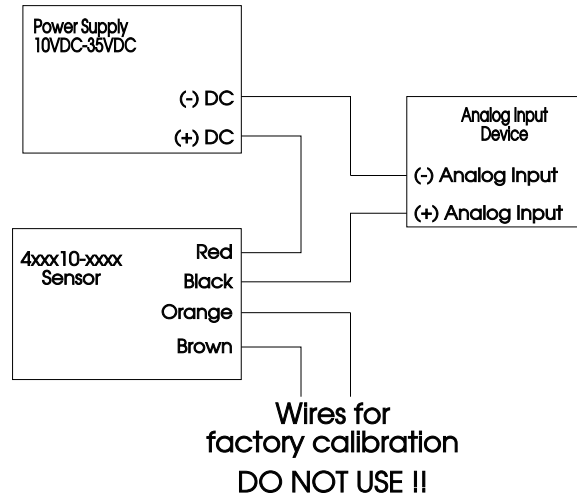 Power Supply
10VDC-35VDC
(-) DC
(+) DC
Analog Input
Device
(-) Analog Input
(+) Analog Input
4xxx10-xxxx
Sensor
Red
Black
Orange
Brown
Wires for
factory calibration
DO NOT USE !!